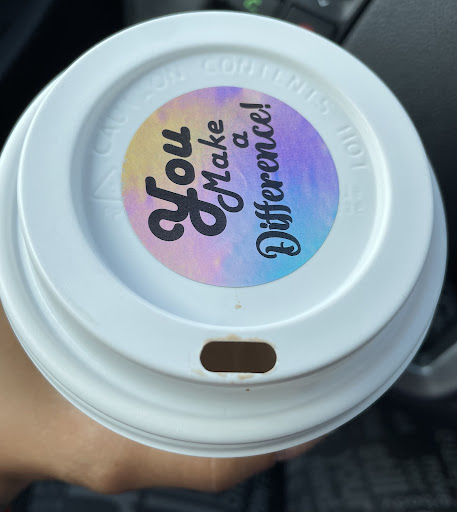 CAUTION CONTENTS HOT
You
Make
a
Difference!